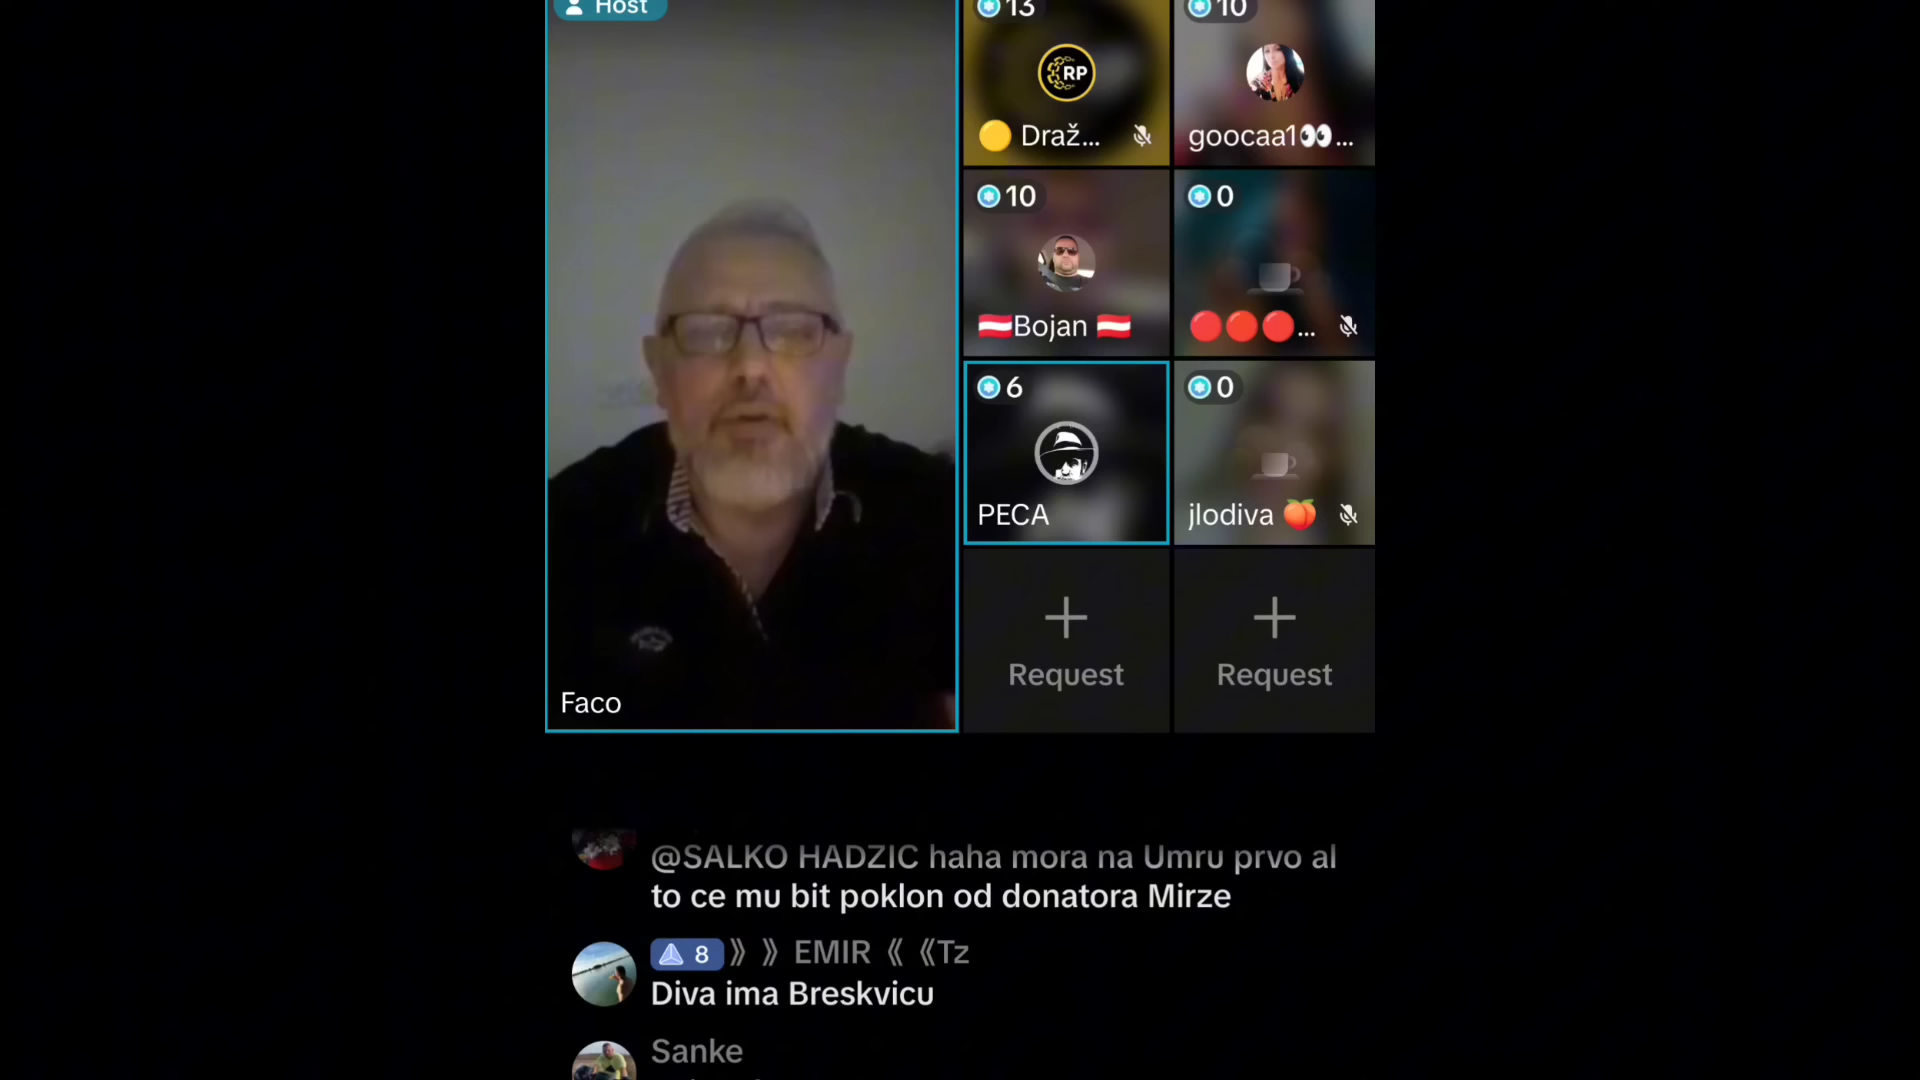 Host
13
RP
🟡 Draž...
10
goocaa1👀...
10
🇦🇹Bojan 🇦🇹
0
🔴🔴🔴...
6
PECA
0
jlodiva 🍑
Request
Request
Faco
@SALKO HADZIC haha mora na Umru prvo al
to ce mu bit poklon od donatora Mirze
8 》 》 EMIR 《 《Tz
Diva ima Breskvicu
Sanke